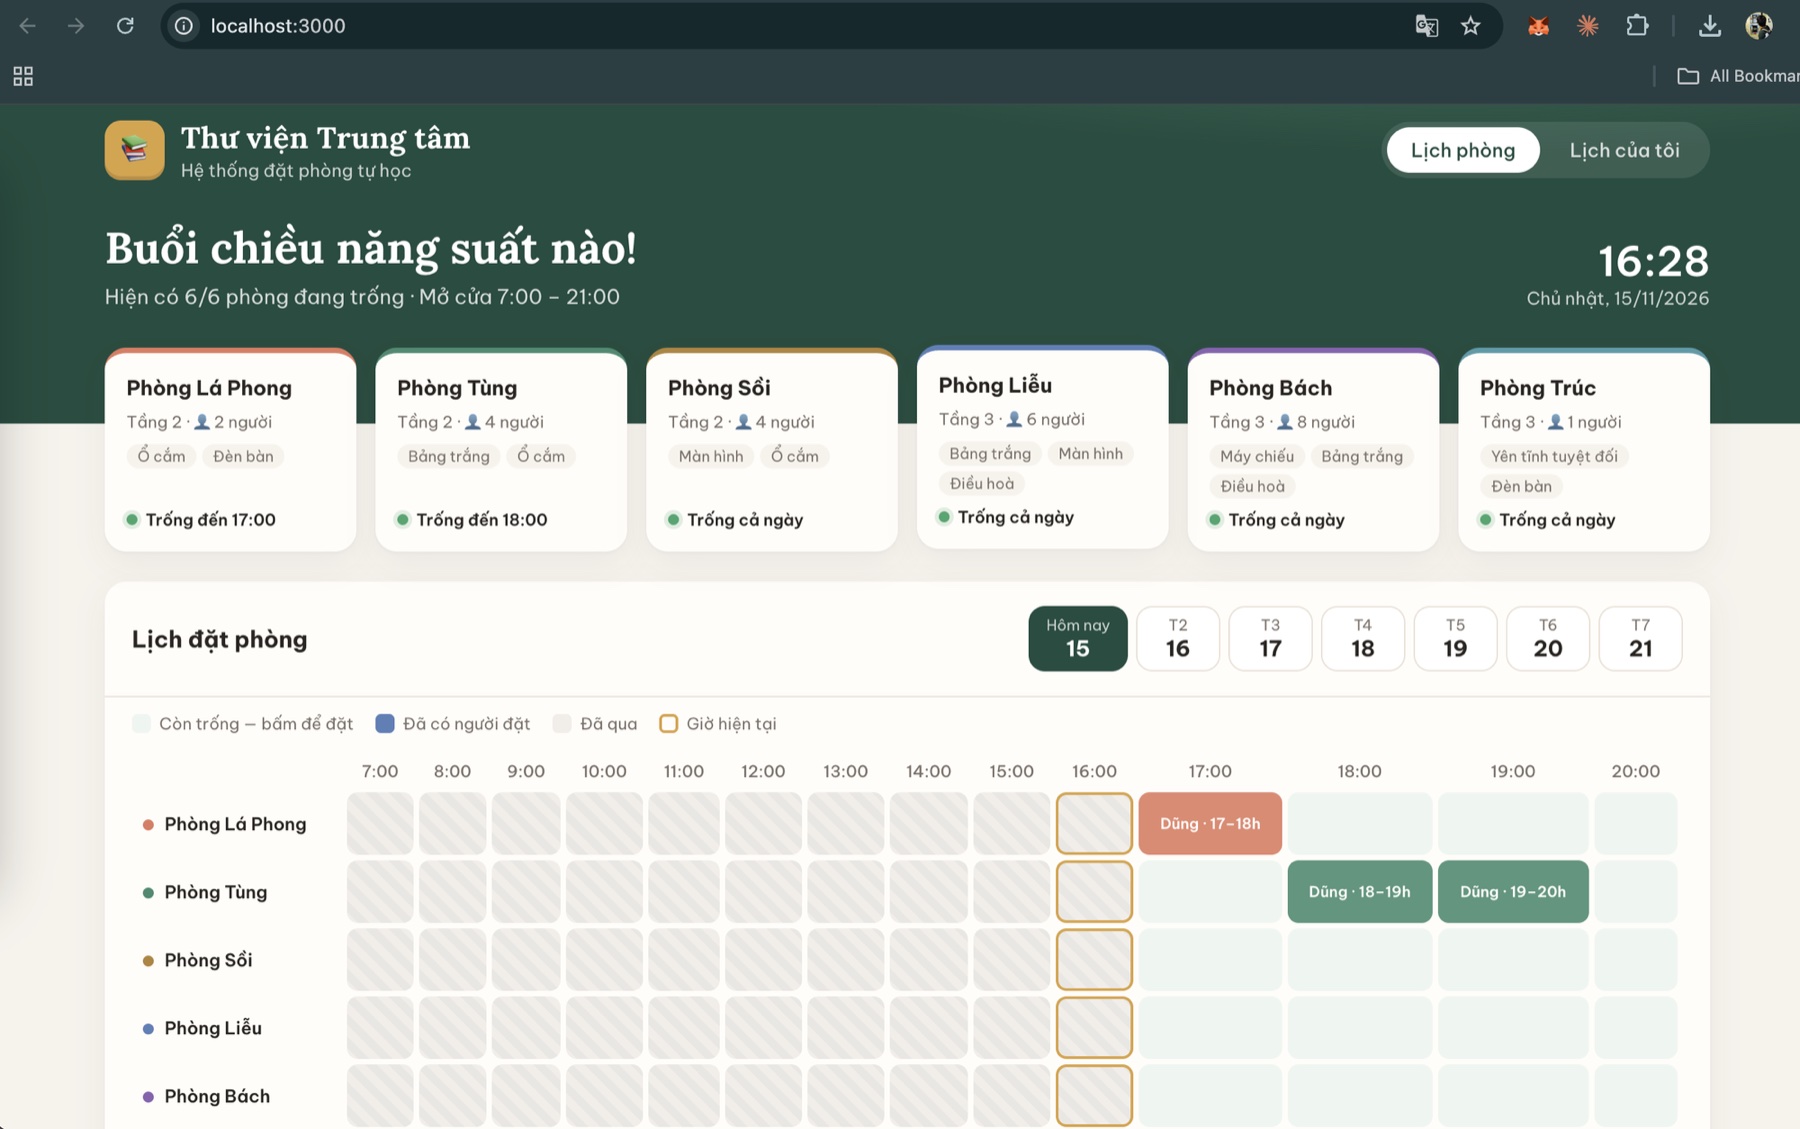 localhost:3000
All Bookmar
Thư viện Trung tâm
Hệ thống đặt phòng tự học
Lịch phòng
Lịch của tôi
Buổi chiều năng suất nào!
Hiện có 6/6 phòng đang trống · Mở cửa 7:00 – 21:00
16:28
Chủ nhật, 15/11/2026
Phòng Lá Phong
Tầng 2 · 👤 2 người
Ổ cắm Đèn bàn
Trống đến 17:00
Phòng Tùng
Tầng 2 · 👤 4 người
Bảng trắng Ổ cắm
Trống đến 18:00
Phòng Sồi
Tầng 2 · 👤 4 người
Màn hình Ổ cắm
Trống cả ngày
Phòng Liễu
Tầng 3 · 👤 6 người
Bảng trắng Màn hình
Điều hoà
Trống cả ngày
Phòng Bách
Tầng 3 · 👤 8 người
Máy chiếu Bảng trắng
Điều hoà
Trống cả ngày
Phòng Trúc
Tầng 3 · 👤 1 người
Yên tĩnh tuyệt đối
Đèn bàn
Trống cả ngày
Lịch đặt phòng
Hôm nay 15
T2 16
T3 17
T4 18
T5 19
T6 20
T7 21
Còn trống — bấm để đặt Đã có người đặt Đã qua Giờ hiện tại
7:00 8:00 9:00 10:00 11:00 12:00 13:00 14:00 15:00 16:00 17:00 18:00 19:00 20:00
Phòng Lá Phong Dũng · 17–18h
Phòng Tùng Dũng · 18–19h Dũng · 19–20h
Phòng Sồi
Phòng Liễu
Phòng Bách